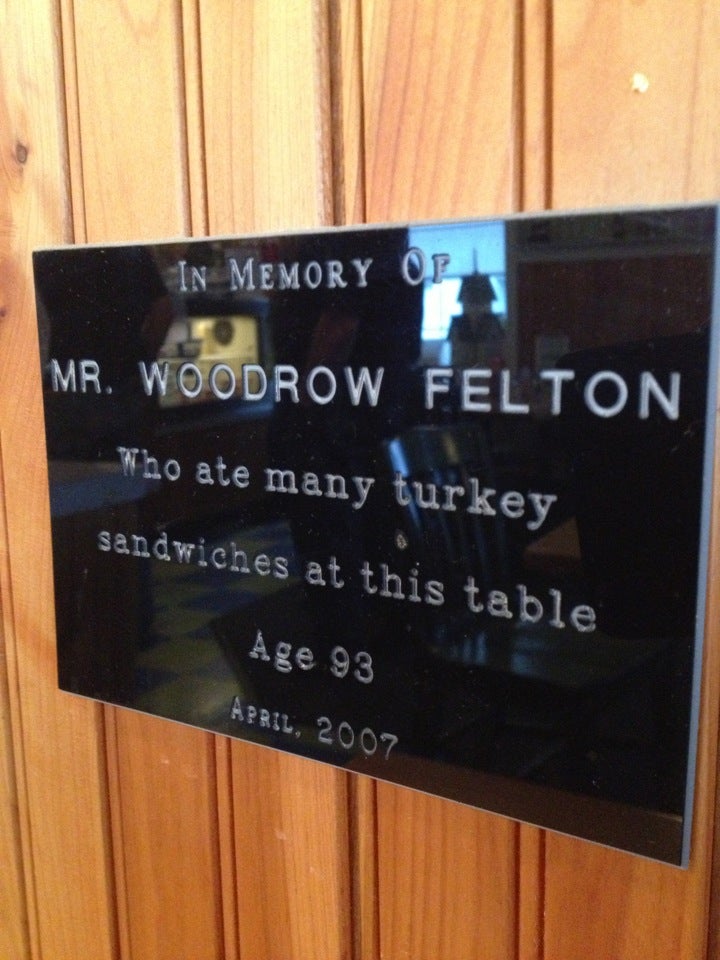 IN MEMORY OF
MR. WOODROW FELTON
Who ate many turkey
sandwiches at this table
Age 93
APRIL, 2007